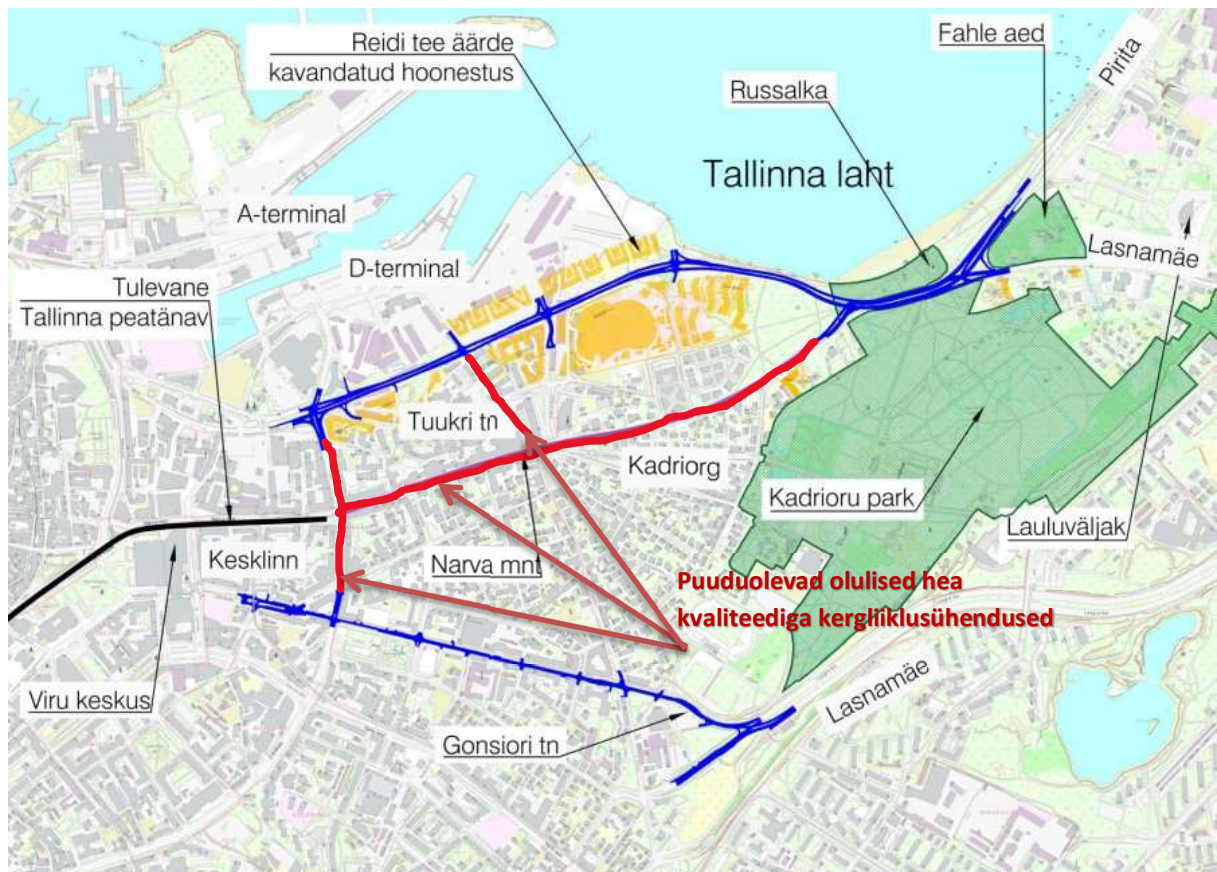 Reidi tee äärde
kavandatud hoonestus
Fahle aed
Pirita
Russalka
Tallinna laht
A-terminal
D-terminal
Lasnamäe
Tulevane
Tallinna peatänav
Tuukri tn
Kadriorg
Kadrioru park
Lauluväljak
Kesklinn
Narva mnt
Puuduolevad olulised hea
kvaliteediga kergliiklusühendused
Viru keskus
Lasnamäe
Gonsiori tn